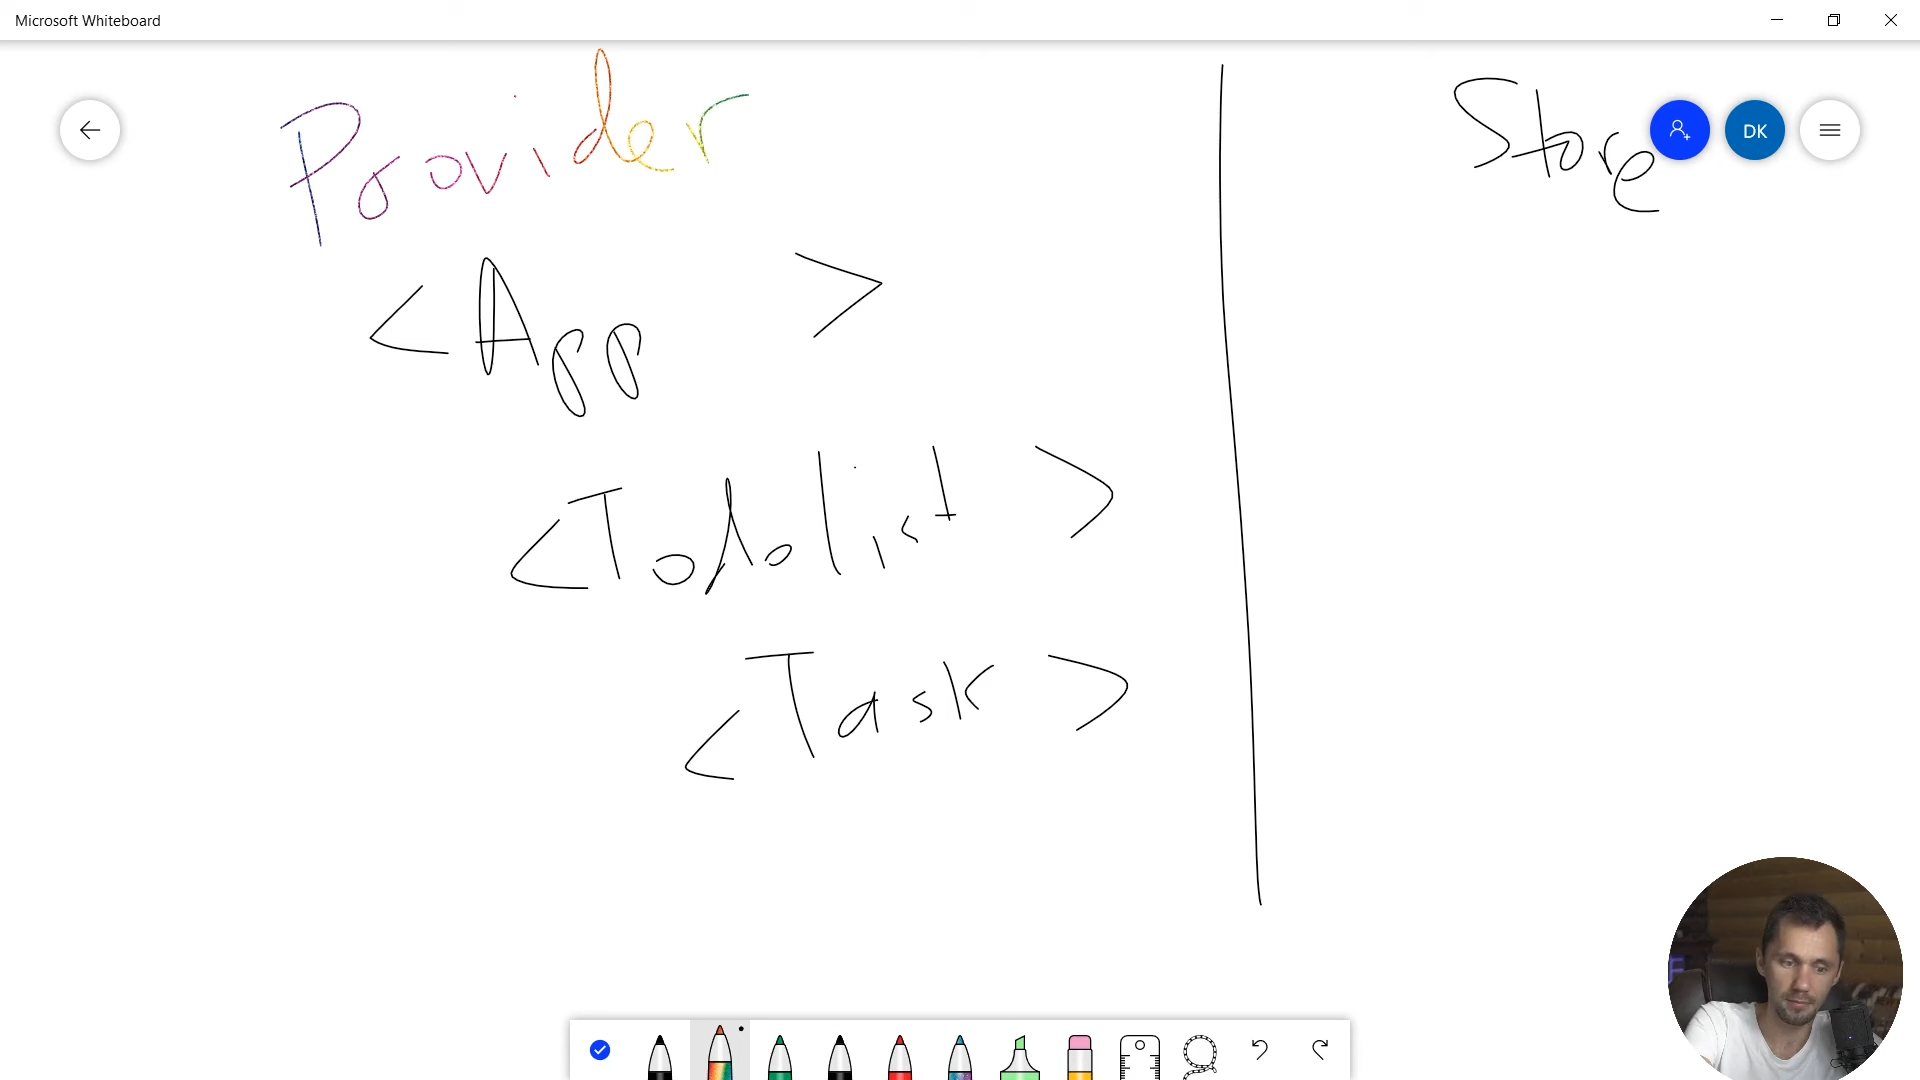 Microsoft Whiteboard
Provider
Store
DK
<App >
<Todolist >
<Task >